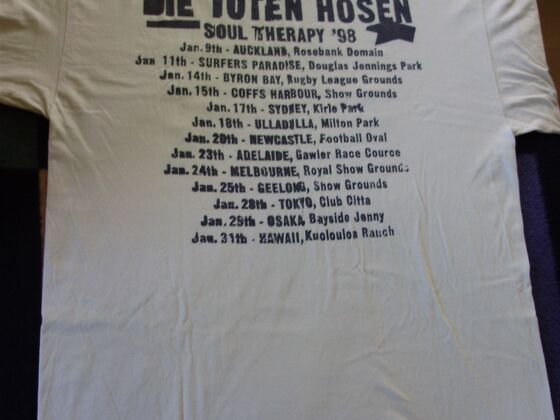 DIE TOTEN HOSEN
SOUL THERAPY '98
Jan. 9th - AUCKLAND, Rosebank Domain
Jan 11th - SURFERS PARADISE, Douglas Jennings Park
Jan. 14th - BYRON BAY, Rugby League Grounds
Jan. 15th - COFFS HARBOUR, Show Grounds
Jan. 17th - SYDNEY, Kirle Park
Jan. 18th - ULLADULLA, Milton Park
Jan. 20th - NEWCASTLE, Football Oval
Jan. 23th - ADELAIDE, Gawler Race Cource
Jan. 24th - MELBOURNE, Royal Show Grounds
Jan. 25th - GEELONG, Show Grounds
Jan. 28th - TOKYO, Club Citta
Jan. 29th - OSAKA, Bayside Jenny
Jan. 31th - HAWAII, Kuolouloa Ranch